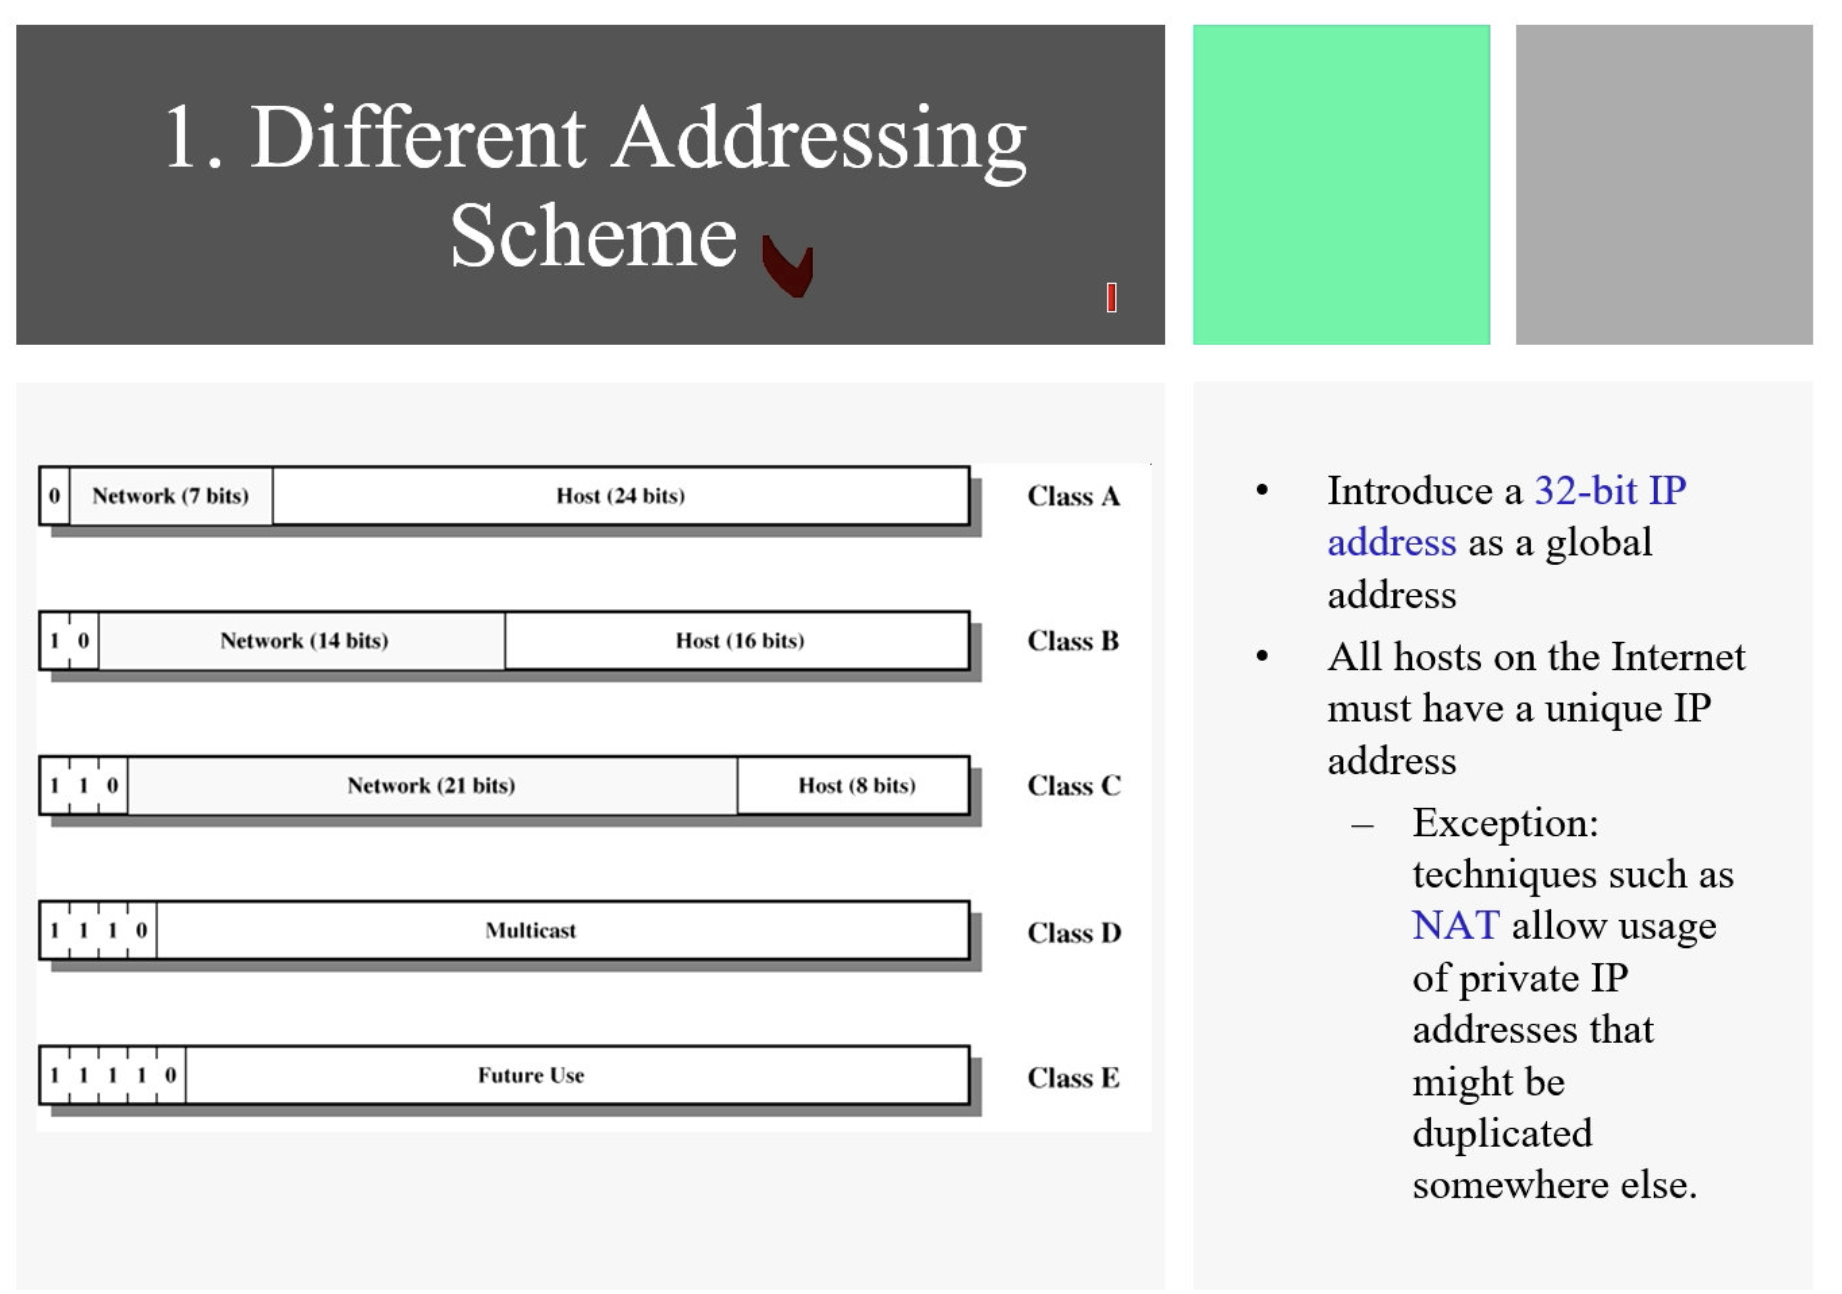 1. Different Addressing
Scheme
0 Network (7 bits) Host (24 bits) Class A
1 0 Network (14 bits) Host (16 bits) Class B
1 1 0 Network (21 bits) Host (8 bits) Class C
1 1 1 0 Multicast Class D
1 1 1 1 0 Future Use Class E
• Introduce a 32-bit IP
address as a global
address
• All hosts on the Internet
must have a unique IP
address
– Exception:
techniques such as
NAT allow usage
of private IP
addresses that
might be
duplicated
somewhere else.